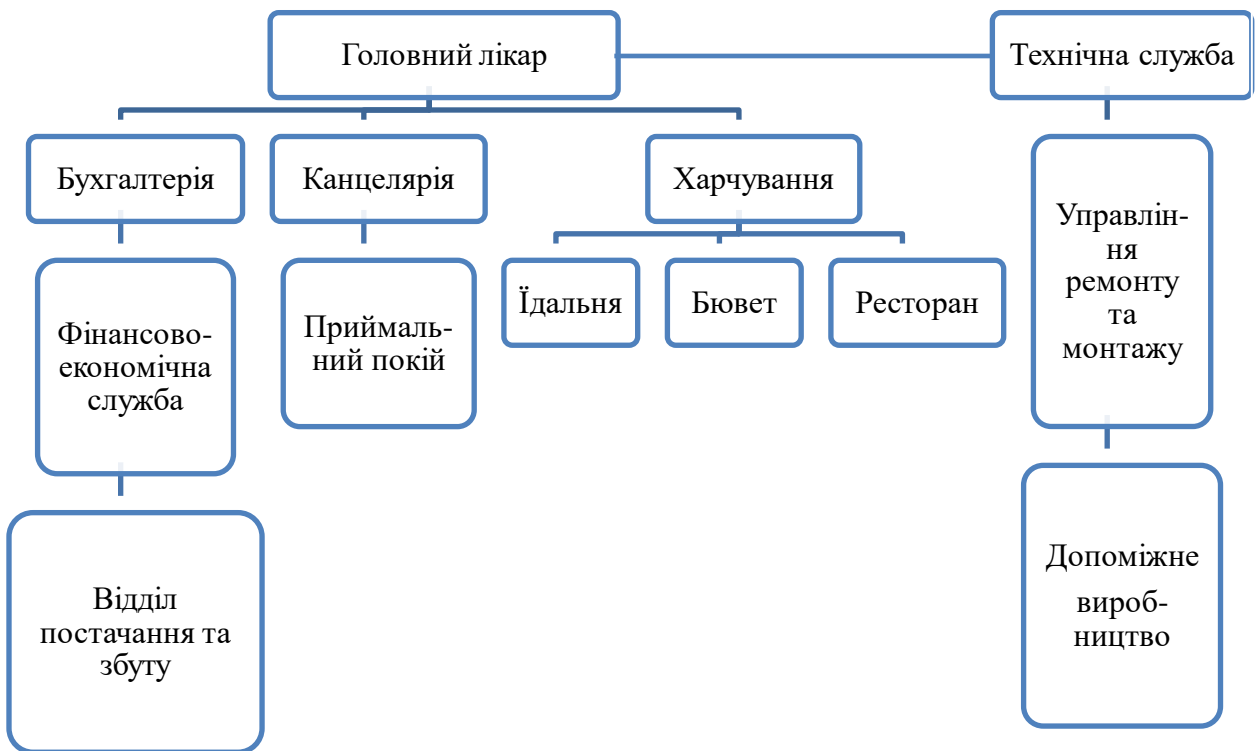 Головний лікар
Технічна служба
Бухгалтерія
Канцелярія
Харчування
Управлін-
ня
ремонту
та
монтажу
Фінансово-
економічна
служба
Приймаль-
ний покій
Їдальня
Бювет
Ресторан
Відділ
постачання та
збуту
Допоміжне
вироб-
ництво